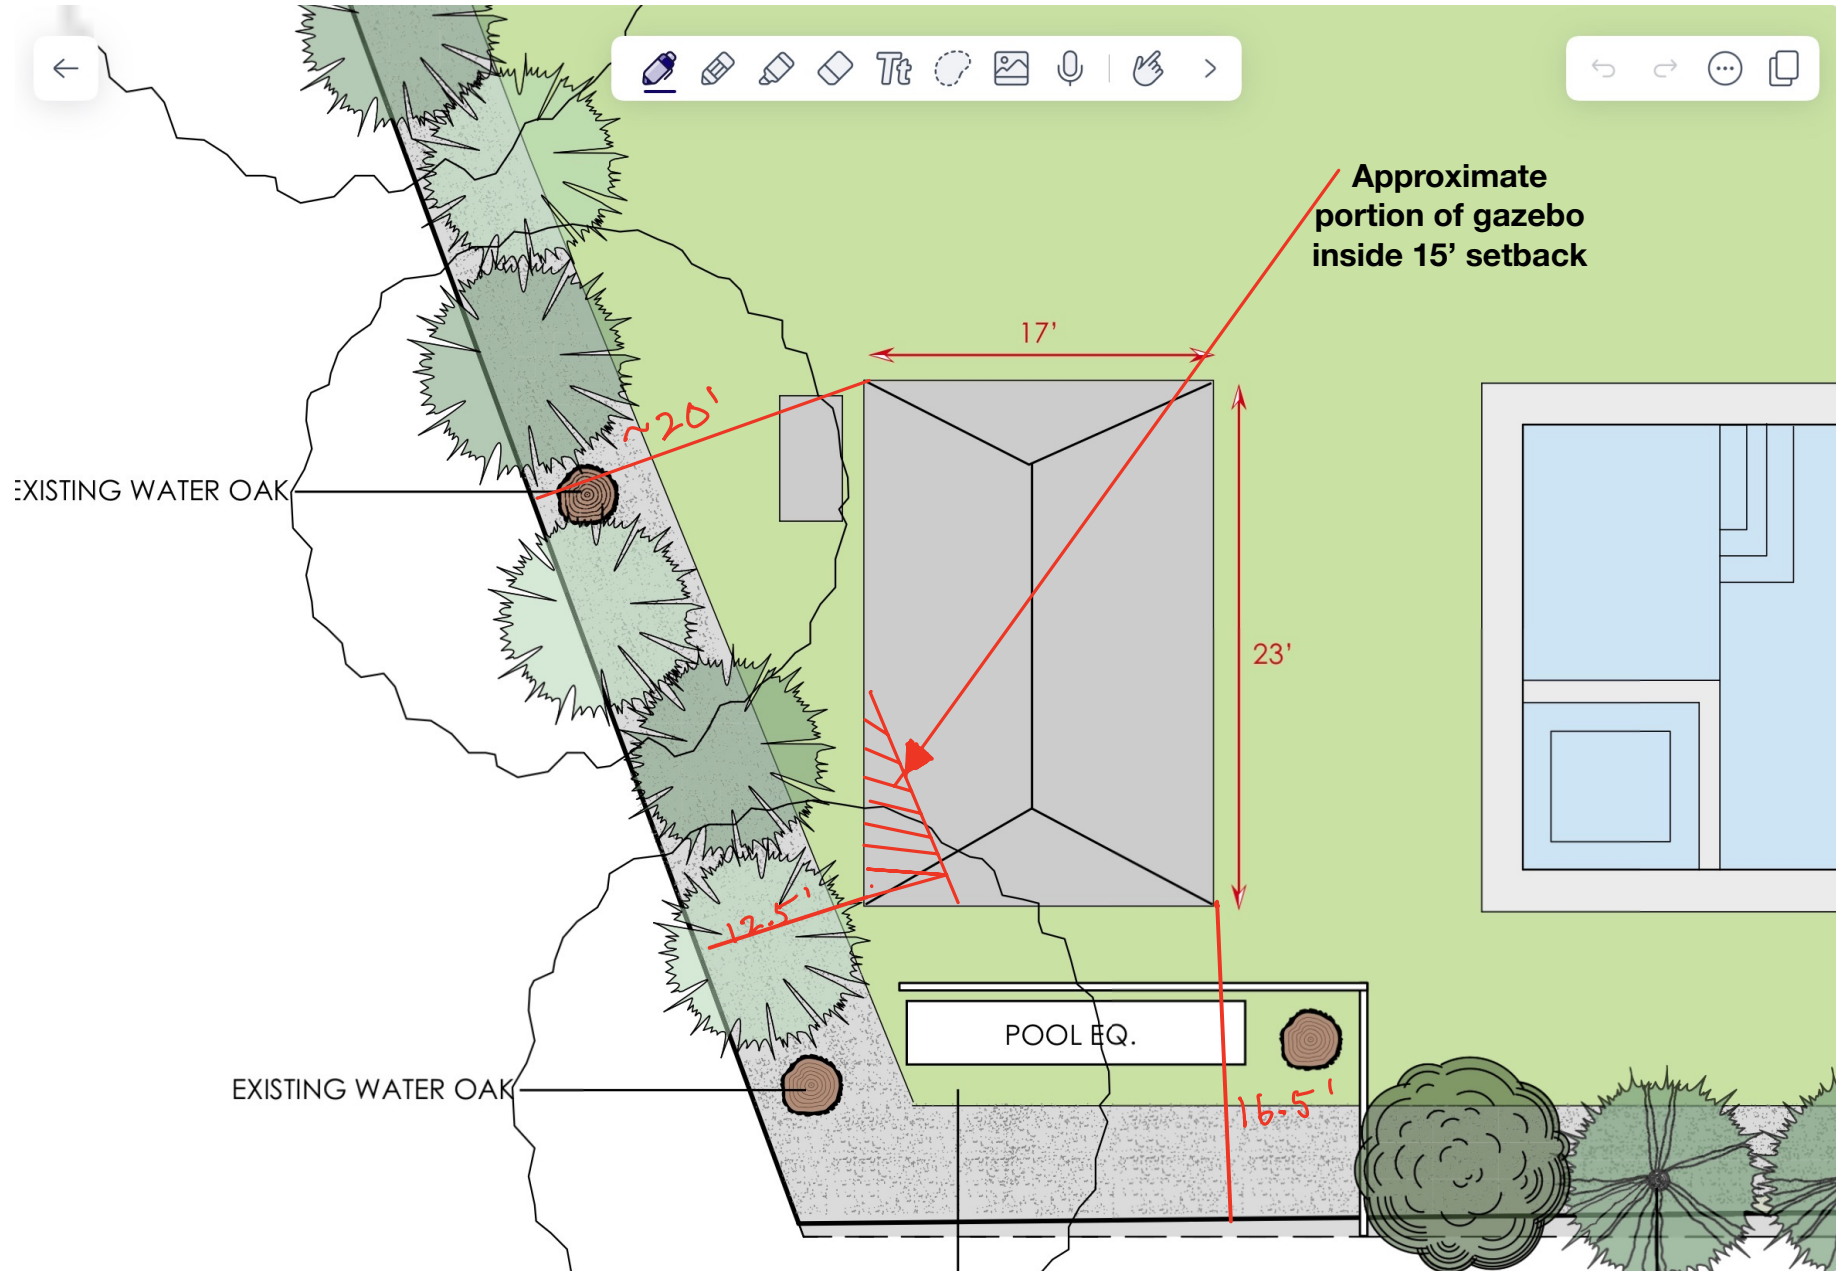 Tt
Approximate
portion of gazebo
inside 15’ setback
17’
~20'
EXISTING WATER OAK
23’
12.5'
POOL EQ.
EXISTING WATER OAK
16.5'